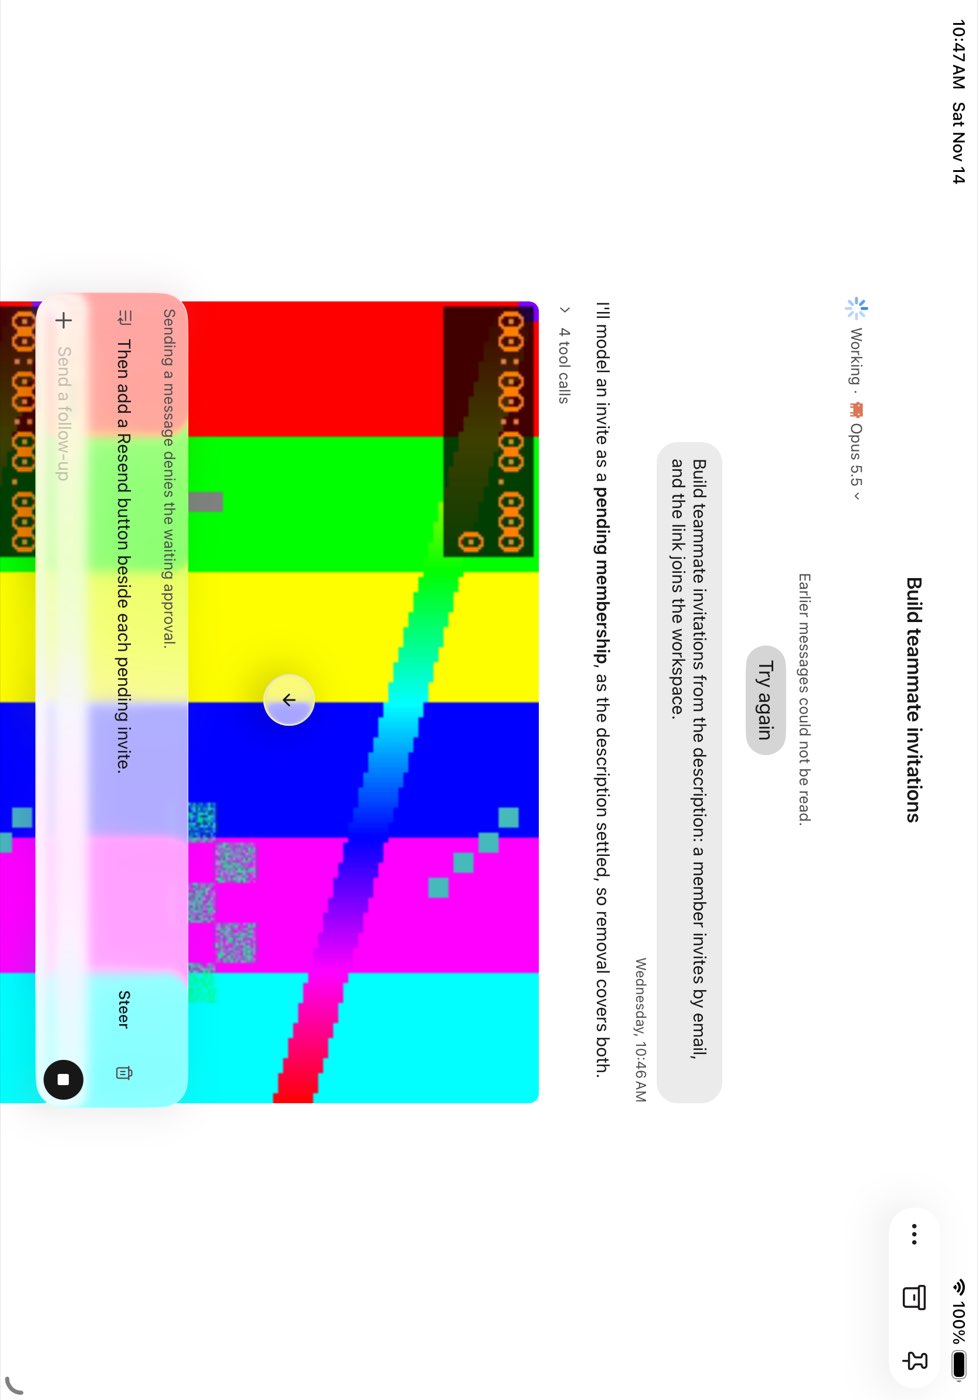 10:47 AM Sat Nov 14
100%
Build teammate invitations
Working · Opus 5.5
Earlier messages could not be read.
Try again
Build teammate invitations from the description: a member invites by email,
and the link joins the workspace.
Wednesday, 10:46 AM
I'll model an invite as a pending membership, as the description settled, so removal covers both.
4 tool calls
00:00:00.000
0
Sending a message denies the waiting approval.
Then add a Resend button beside each pending invite.
Steer
Send a follow-up
00:00:00.000